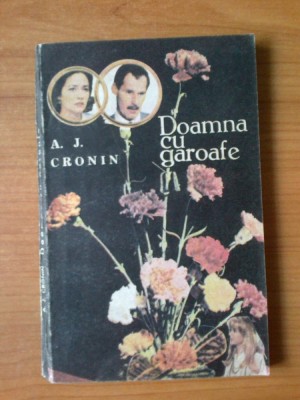 A. J.
CRONIN
Doamna
cu
garoafe